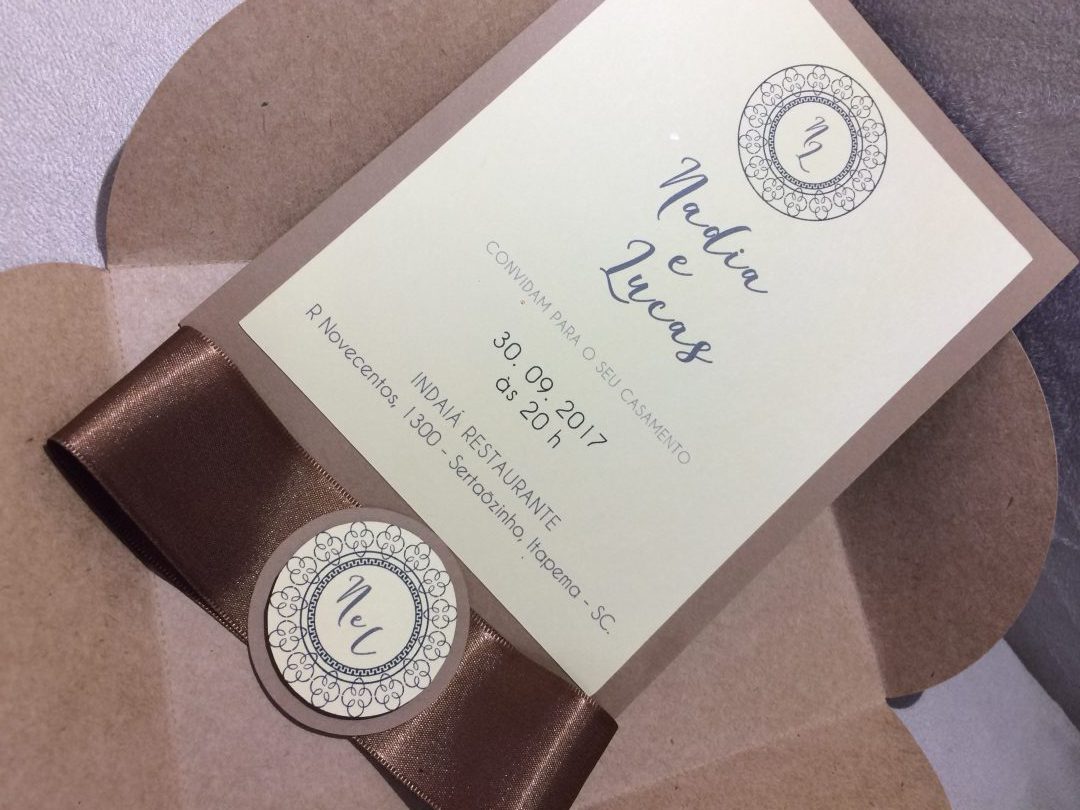 NL
Nadia
e
Lucas
CONVIDAM PARA O SEU CASAMENTO
30. 09. 2017
às 20 h
INDAIÁ RESTAURANTE
R Novecentos, 1300 - Sertaõzinho, Itapema - SC.
NeL